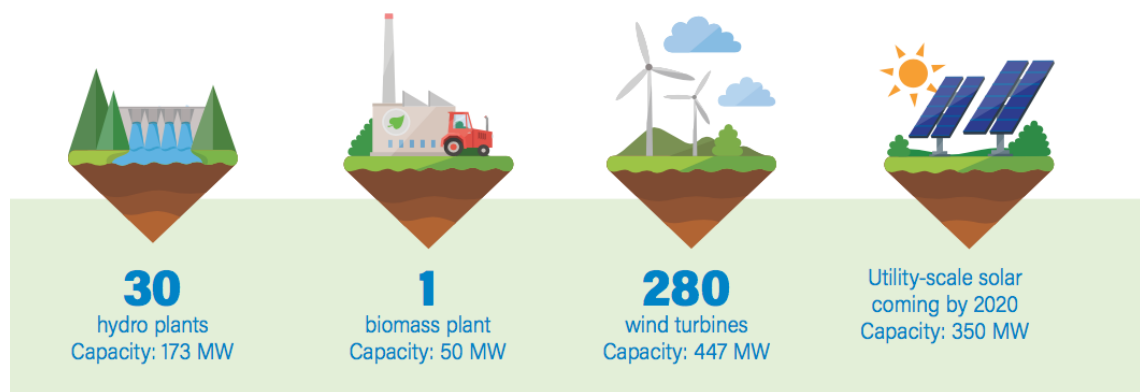 30
hydro plants
Capacity: 173 MW
1
biomass plant
Capacity: 50 MW
280
wind turbines
Capacity: 447 MW
Utility-scale solar
coming by 2020
Capacity: 350 MW